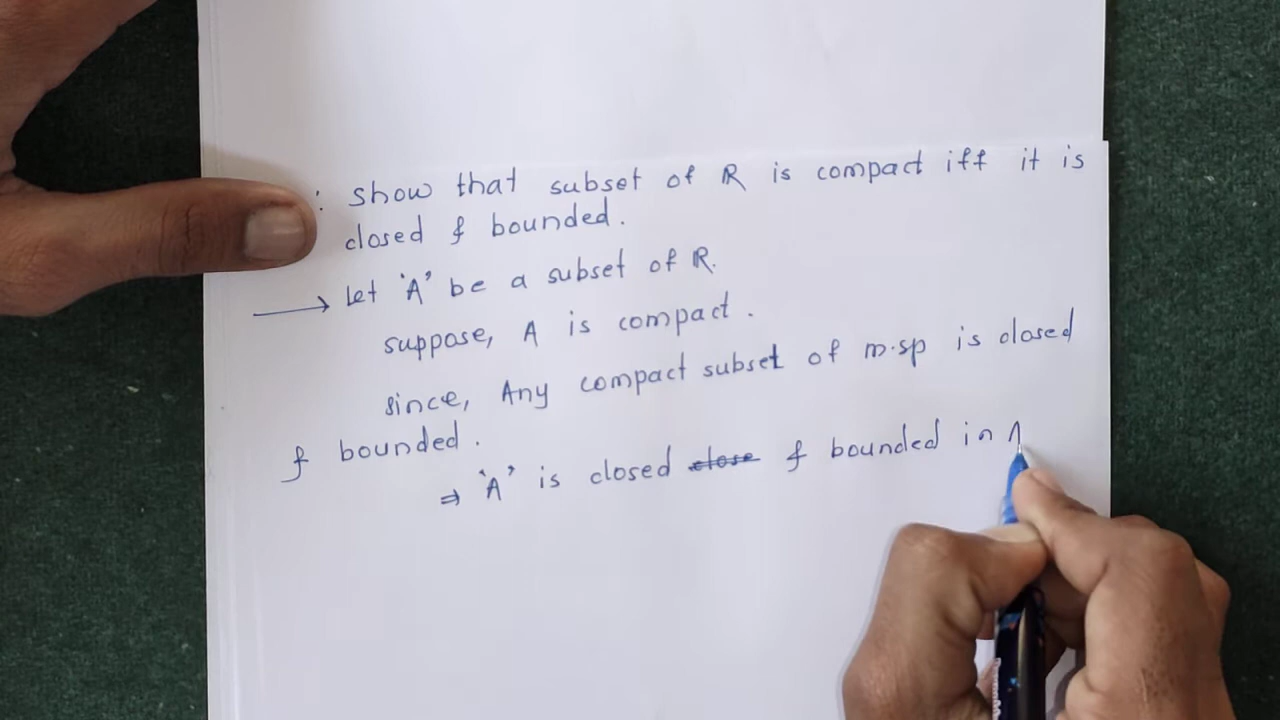 : show that subset of R is compact iff it is
closed & bounded.
→ Let 'A' be a subset of R.
suppose, A is compact.
since, Any compact subset of m.sp is closed
& bounded.
⇒ 'A' is closed close & bounded in